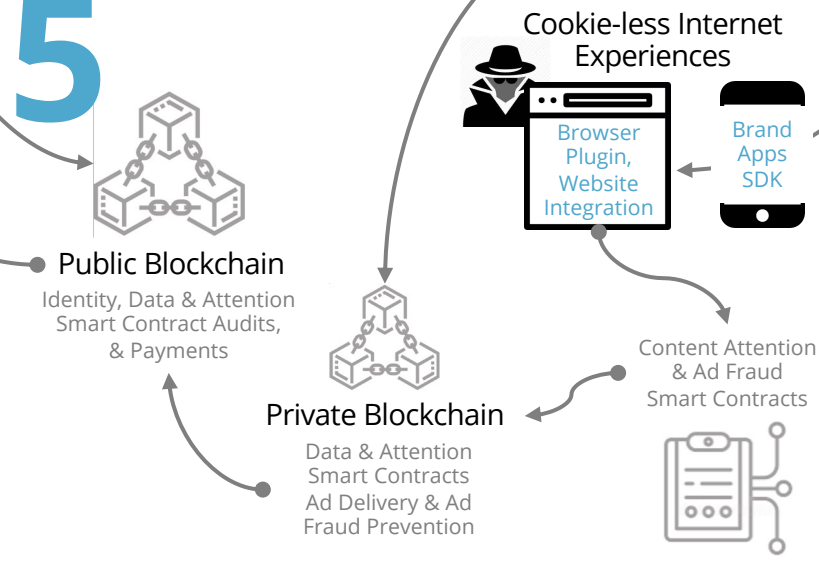 5
Cookie-less Internet
Experiences
Browser
Plugin,
Website
Integration
Brand
Apps
SDK
Public Blockchain
Identity, Data & Attention
Smart Contract Audits,
& Payments
Content Attention
& Ad Fraud
Smart Contracts
Private Blockchain
Data & Attention
Smart Contracts
Ad Delivery & Ad
Fraud Prevention